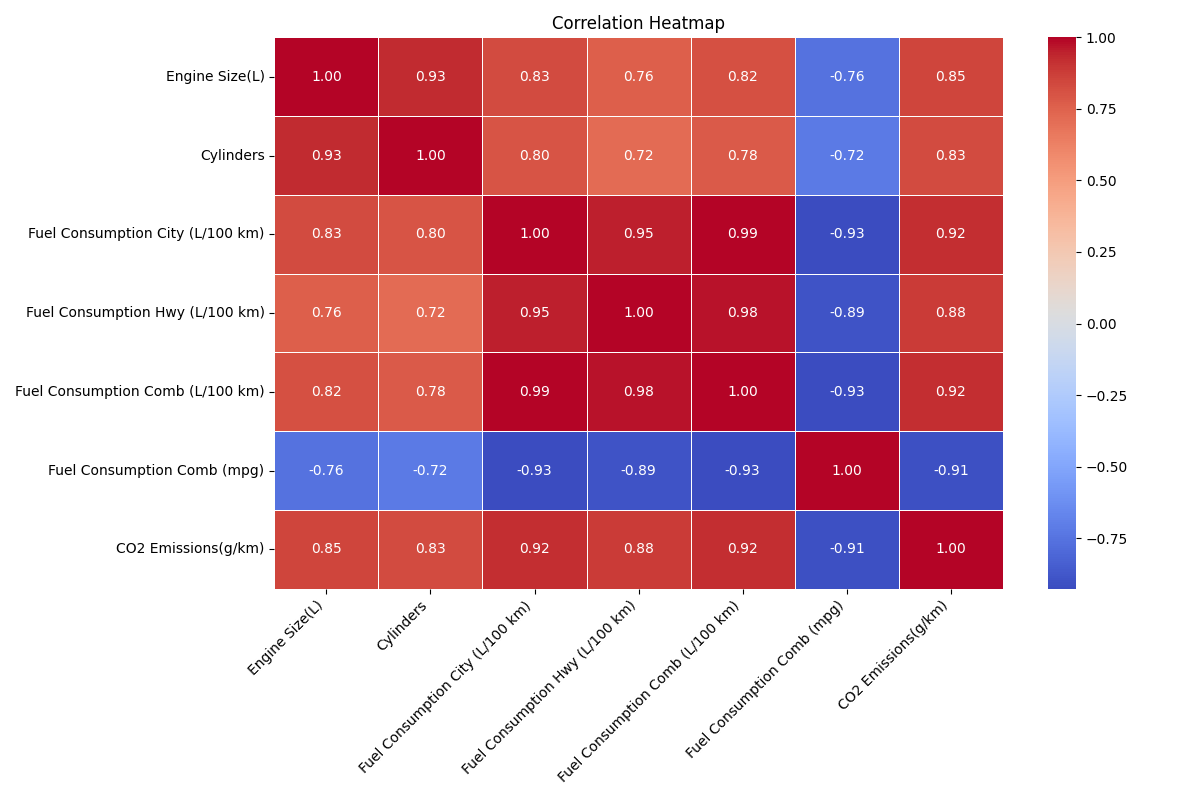 Correlation Heatmap
Engine Size(L) 1.00 0.93 0.83 0.76 0.82 -0.76 0.85
Cylinders 0.93 1.00 0.80 0.72 0.78 -0.72 0.83
Fuel Consumption City (L/100 km) 0.83 0.80 1.00 0.95 0.99 -0.93 0.92
Fuel Consumption Hwy (L/100 km) 0.76 0.72 0.95 1.00 0.98 -0.89 0.88
Fuel Consumption Comb (L/100 km) 0.82 0.78 0.99 0.98 1.00 -0.93 0.92
Fuel Consumption Comb (mpg) -0.76 -0.72 -0.93 -0.89 -0.93 1.00 -0.91
CO2 Emissions(g/km) 0.85 0.83 0.92 0.88 0.92 -0.91 1.00
Engine Size(L)
Cylinders
Fuel Consumption City (L/100 km)
Fuel Consumption Hwy (L/100 km)
Fuel Consumption Comb (L/100 km)
Fuel Consumption Comb (mpg)
CO2 Emissions(g/km)
1.00
0.75
0.50
0.25
0.00
−0.25
−0.50
−0.75